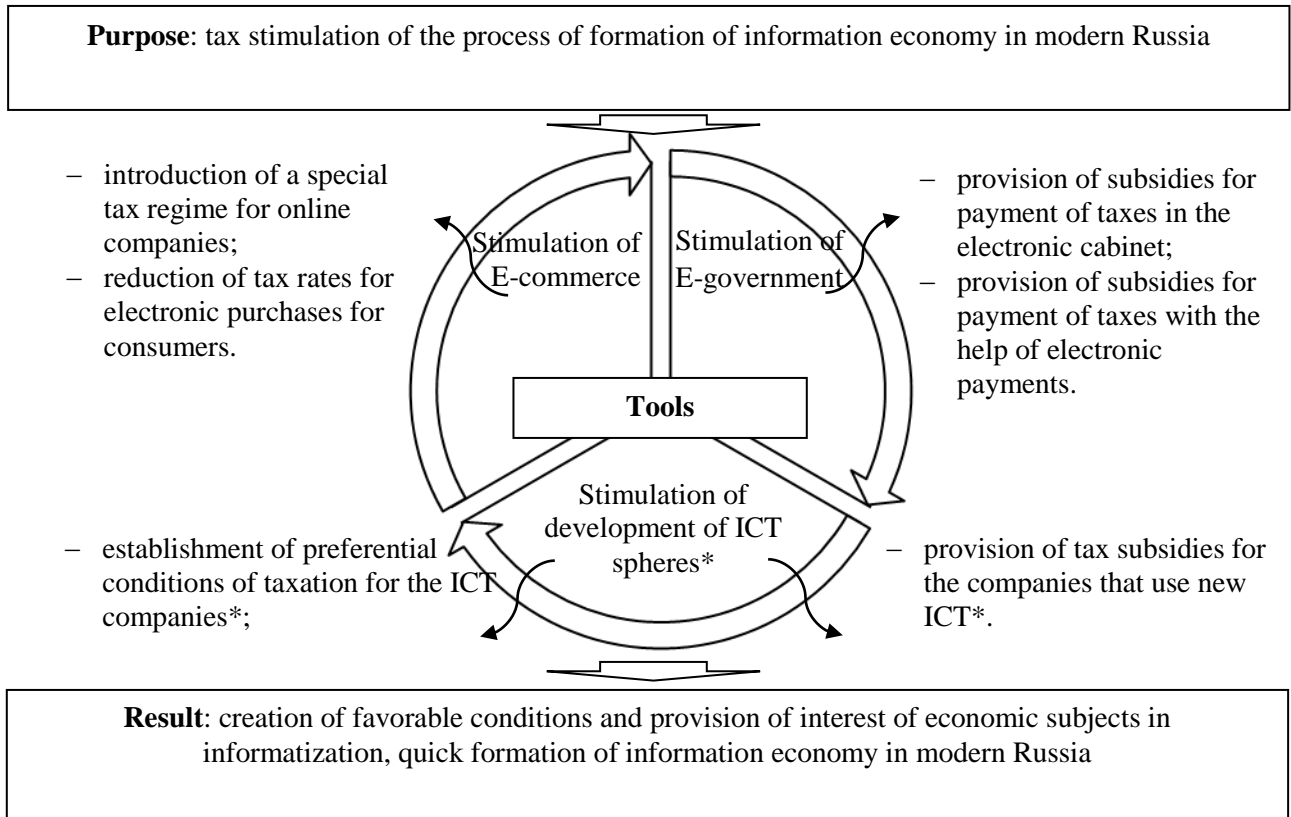 Purpose: tax stimulation of the process of formation of information economy in modern Russia
– introduction of a special
tax regime for online
companies;
– reduction of tax rates for
electronic purchases for
consumers.
Stimulation of
E-commerce
Stimulation of
E-government
– provision of subsidies for
payment of taxes in the
electronic cabinet;
– provision of subsidies for
payment of taxes with the
help of electronic
payments.
Tools
Stimulation of
development of ICT
spheres*
– establishment of preferential
conditions of taxation for the ICT
companies*;
– provision of tax subsidies for
the companies that use new
ICT*.
Result: creation of favorable conditions and provision of interest of economic subjects in
informatization, quick formation of information economy in modern Russia